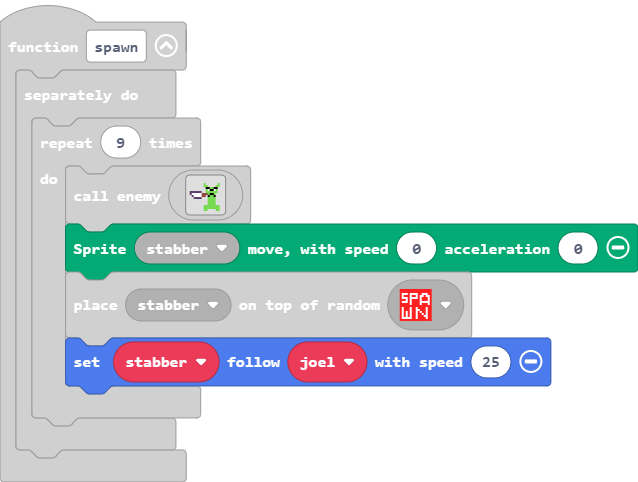 function spawn
separately do
repeat 9 times
do
call enemy
Sprite stabber move, with speed 0 acceleration 0
place stabber on top of random SPA WN
set stabber follow joel with speed 25